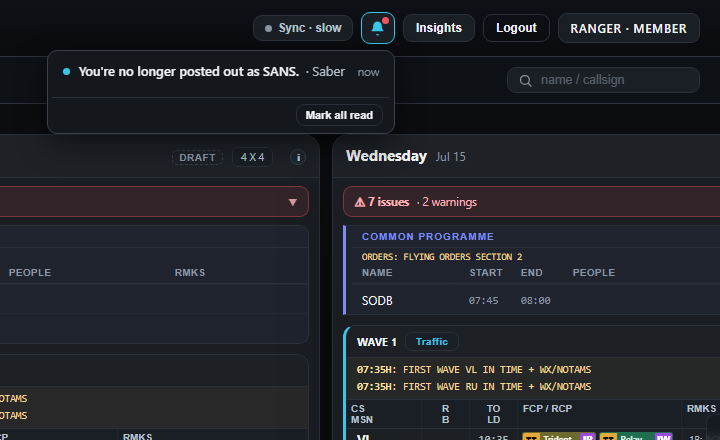 Sync · slow
Insights
Logout
RANGER · MEMBER
You're no longer posted out as SANS. · Saber now
Mark all read
name / callsign
DRAFT
4 X 4
i
Wednesday Jul 15
7 issues · 2 warnings
COMMON PROGRAMME
ORDERS: FLYING ORDERS SECTION 2
PEOPLE RMKS
NAME START END PEOPLE
SODB 07:45 08:00
WAVE 1 Traffic
07:35H: FIRST WAVE VL IN TIME + WX/NOTAMS
07:35H: FIRST WAVE RU IN TIME + WX/NOTAMS
OTAMS
OTAMS
CS R TO FCP / RCP RMKS
MSN B LD
CP RMKS
VL 10:35 Trident Relay